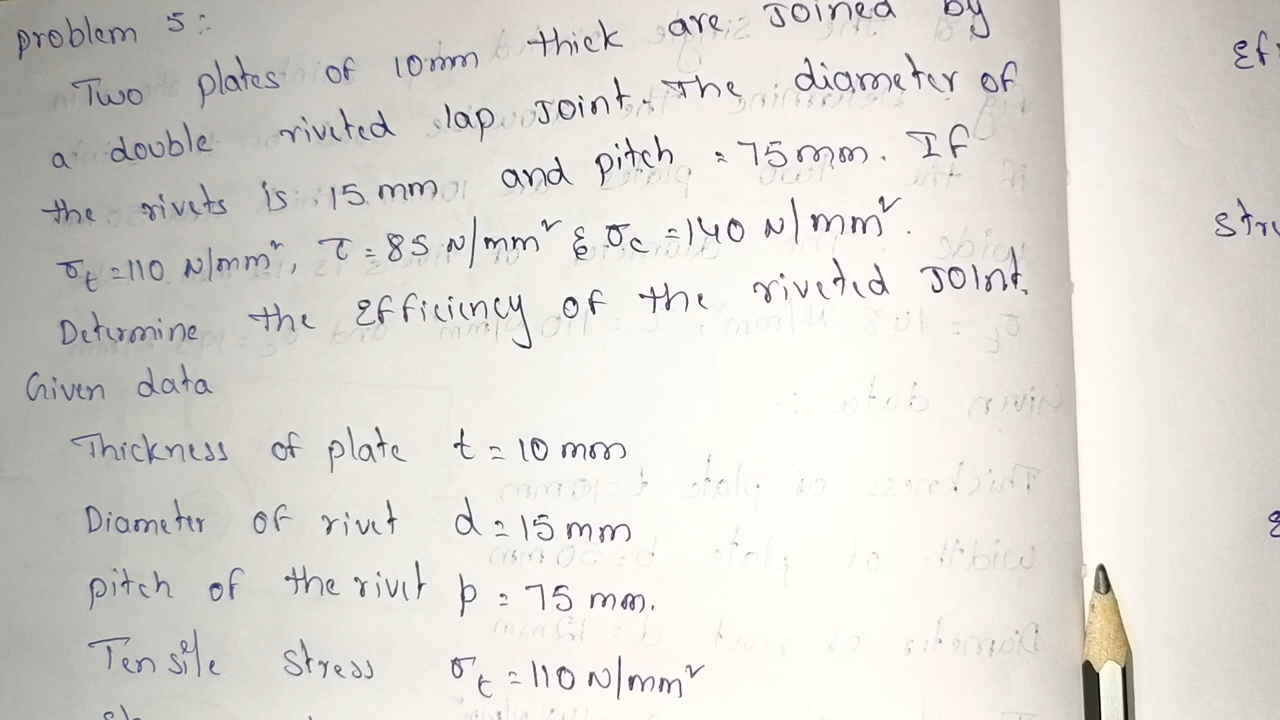 problem 5:-
Two plates of 10mm thick are Joined by
a double riveted lap Joint. The diameter of
the rivets is 15 mm and pitch = 75 mm. If
σt = 110 N/mm², τ = 85 N/mm² & σc = 140 N/mm².
Determine the Efficiency of the riveted Joint.
Given data
Thickness of plate t = 10 mm
Diameter of rivet d = 15 mm
pitch of the rivet p = 75 mm.
Tensile stress σt = 110 N/mm²